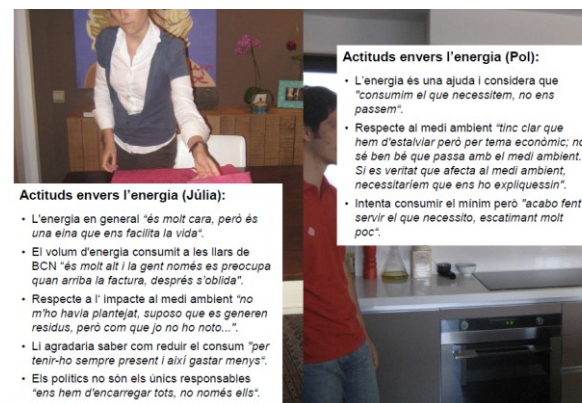 Actituds envers l'energia (Pol):
• L'energia és una ajuda i considera que
"consumim el que necessitem, no ens
passem".
• Respecte al medi ambient "tinc clar que
hem d'estalviar però per tema econòmic; no
sé ben bé que passa amb el medi ambient.
Si es veritat que afecta al medi ambient,
necessitaríem que ens ho expliquessin".
• Intenta consumir el mínim però "acabo fent
servir el que necessito, escatimant molt
poc".
Actituds envers l'energia (Júlia):
• L'energia en general "és molt cara, però és
una eina que ens facilita la vida".
• El volum d'energia consumit a les llars de
BCN "és molt alt i la gent només es preocupa
quan arriba la factura, després s'oblida".
• Respecte a l' impacte al medi ambient "no
m'ho havia plantejat, suposo que es generen
residus, però com que jo no ho noto...".
• Li agradaria saber com reduir el consum "per
tenir-ho sempre present i així gastar menys".
• Els polítics no són els únics responsables
"ens hem d'encarregar tots, no només ells".